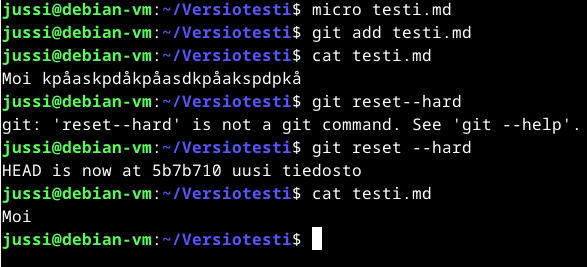 jussi@debian-vm:~/Versiotesti$ micro testi.md
jussi@debian-vm:~/Versiotesti$ git add testi.md
jussi@debian-vm:~/Versiotesti$ cat testi.md
Moi kpåaskpdåkpåasdkpåakspdpkå
jussi@debian-vm:~/Versiotesti$ git reset--hard
git: 'reset--hard' is not a git command. See 'git --help'.
jussi@debian-vm:~/Versiotesti$ git reset --hard
HEAD is now at 5b7b710 uusi tiedosto
jussi@debian-vm:~/Versiotesti$ cat testi.md
Moi
jussi@debian-vm:~/Versiotesti$